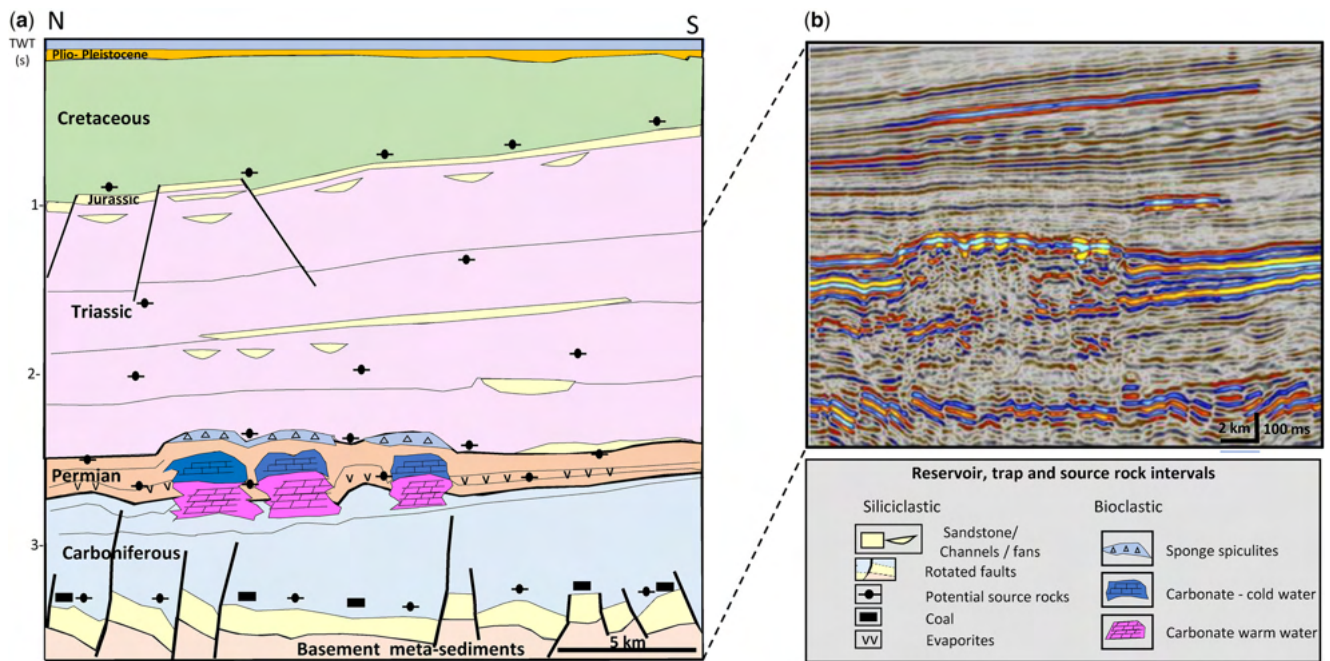 (a) N S
TWT
(s)
Plio- Pleistocene
Cretaceous
Jurassic
1
Triassic
2
Permian
V V V V V V V V V V V V
Carboniferous
3
5 km
Basement meta-sediments
(b)
2 km 100 ms
Reservoir, trap and source rock intervals
Siliciclastic
Sandstone/
Channels / fans
Rotated faults
Potential source rocks
Coal
VV Evaporites
Bioclastic
Sponge spiculites
Carbonate - cold water
Carbonate warm water